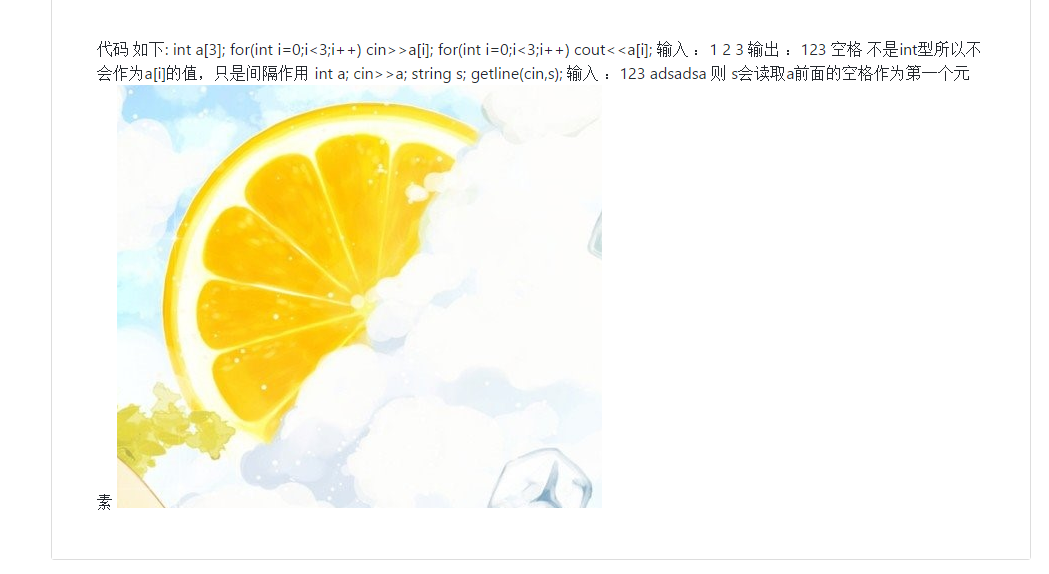 代码 如下: int a[3]; for(int i=0;i<3;i++) cin>>a[i]; for(int i=0;i<3;i++) cout<<a[i]; 输入 ： 1 2 3 输出 ： 123 空格 不是int型所以不
会作为a[i]的值，只是间隔作用 int a; cin>>a; string s; getline(cin,s); 输入 ： 123 adsadsa 则 s会读取a前面的空格作为第一个元
素